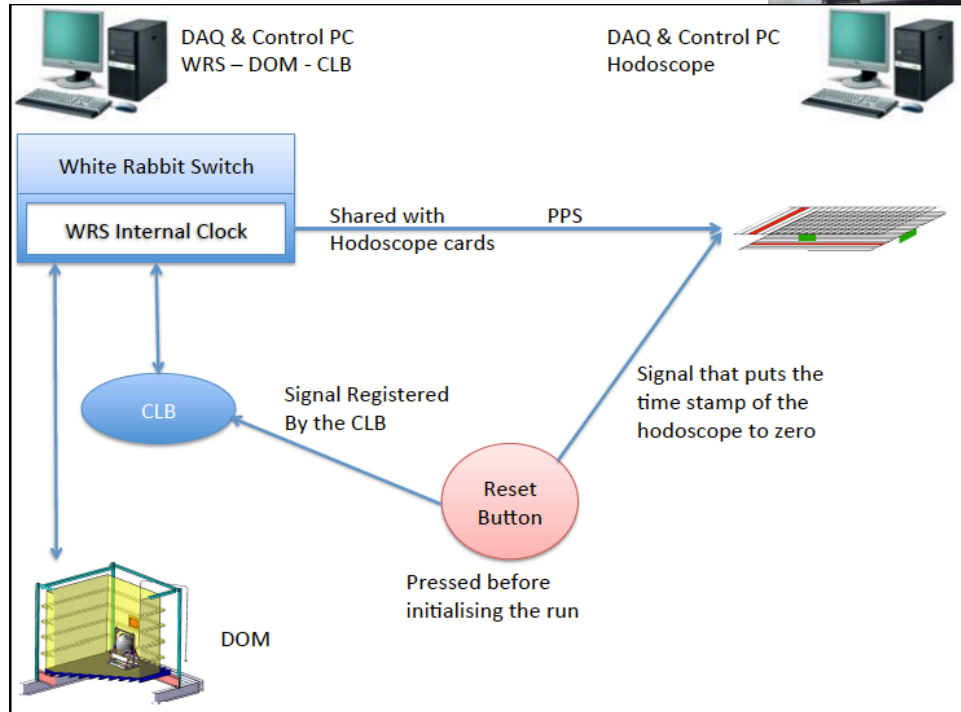 DAQ & Control PC
WRS – DOM - CLB
DAQ & Control PC
Hodoscope
White Rabbit Switch
WRS Internal Clock
Shared with
Hodoscope cards
PPS
CLB
Signal Registered
By the CLB
Signal that puts the
time stamp of the
hodoscope to zero
Reset
Button
Pressed before
initialising the run
DOM